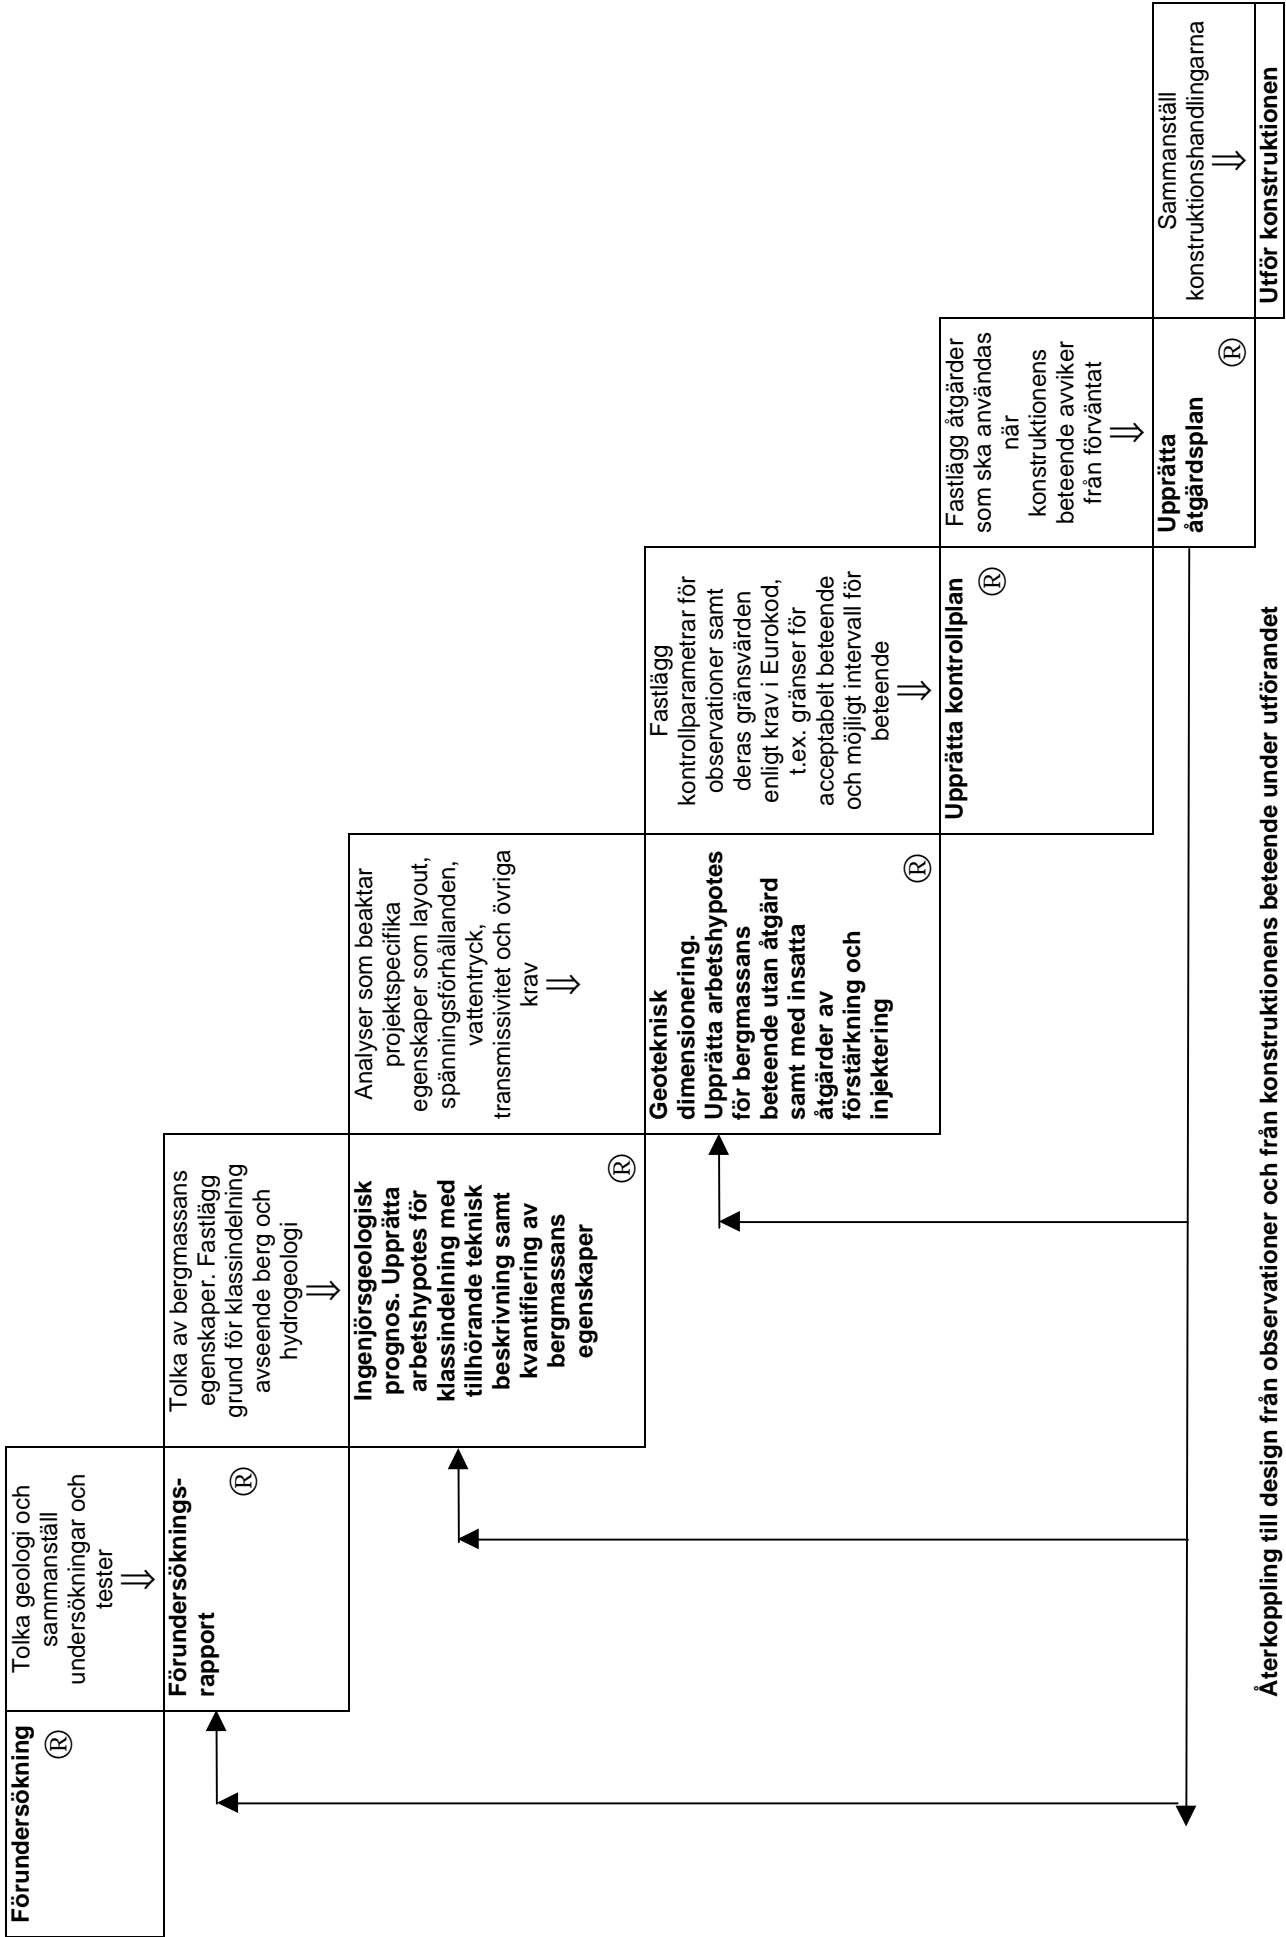 Förundersökning
®
Tolka geologi och
sammanställ
undersökningar och
tester
⇒
Förundersöknings-
rapport
®
Tolka av bergmassans
egenskaper. Fastlägg
grund för klassindelning
avseende berg och
hydrogeologi
⇒
Ingenjörsgeologisk
prognos. Upprätta
arbetshypotes för
klassindelning med
tillhörande teknisk
beskrivning samt
kvantifiering av
bergmassans
egenskaper
®
Analyser som beaktar
projektspecifika
egenskaper som layout,
spänningsförhållanden,
vattentryck,
transmissivitet och övriga
krav
⇒
Geoteknisk
dimensionering.
Upprätta arbetshypotes
för bergmassans
beteende utan åtgärd
samt med insatta
åtgärder av
förstärkning och
injektering
®
Fastlägg
kontrollparametrar för
observationer samt
deras gränsvärden
enligt krav i Eurokod,
t.ex. gränser för
acceptabelt beteende
och möjligt intervall för
beteende
⇒
Upprätta kontrollplan
®
Fastlägg åtgärder
som ska användas
när
konstruktionens
beteende avviker
från förväntat
⇒
Upprätta
åtgärdsplan
®
Sammanställ
konstruktionshandlingarna
⇒
Utför konstruktionen
Återkoppling till design från observationer och från konstruktionens beteende under utförandet